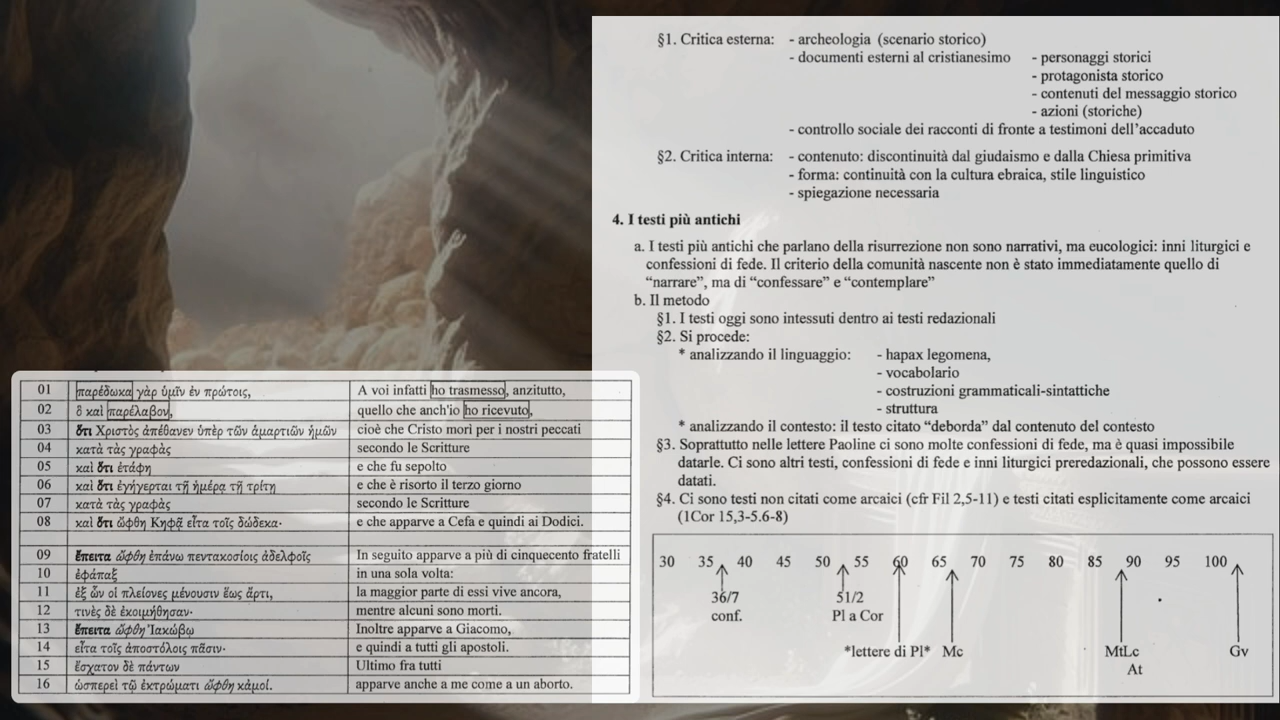 §1. Critica esterna: - archeologia (scenario storico)
- documenti esterni al cristianesimo - personaggi storici
- protagonista storico
- contenuti del messaggio storico
- azioni (storiche)
- controllo sociale dei racconti di fronte a testimoni dell'accaduto
§2. Critica interna: - contenuto: discontinuità dal giudaismo e dalla Chiesa primitiva
- forma: continuità con la cultura ebraica, stile linguistico
- spiegazione necessaria
4. I testi più antichi
a. I testi più antichi che parlano della risurrezione non sono narrativi, ma eucologici: inni liturgici e
confessioni di fede. Il criterio della comunità nascente non è stato immediatamente quello di
“narrare”, ma di “confessare” e “contemplare”
b. Il metodo
§1. I testi oggi sono intessuti dentro ai testi redazionali
§2. Si procede:
* analizzando il linguaggio: - hapax legomena,
- vocabolario
- costruzioni grammaticali-sintattiche
- struttura
* analizzando il contesto: il testo citato “deborda” dal contenuto del contesto
§3. Soprattutto nelle lettere Paoline ci sono molte confessioni di fede, ma è quasi impossibile
datarle. Ci sono altri testi, confessioni di fede e inni liturgici preredazionali, che possono essere
datati.
§4. Ci sono testi non citati come arcaici (cfr Fil 2,5-11) e testi citati esplicitamente come arcaici
(1Cor 15,3-5.6-8)
30 35 40 45 50 55 60 65 70 75 80 85 90 95 100
36/7 51/2
conf. Pl a Cor
*lettere di Pl* Mc MtLc Gv
At
01 παρέδωκα γὰρ ὑμῖν ἐν πρώτοις, A voi infatti ho trasmesso, anzitutto,
02 ὃ καὶ παρέλαβον, quello che anch'io ho ricevuto,
03 ὅτι Χριστὸς ἀπέθανεν ὑπὲρ τῶν ἁμαρτιῶν ἡμῶν cioè che Cristo morì per i nostri peccati
04 κατὰ τὰς γραφὰς secondo le Scritture
05 καὶ ὅτι ἐτάφη e che fu sepolto
06 καὶ ὅτι ἐγήγερται τῇ ἡμέρᾳ τῇ τρίτῃ e che è risorto il terzo giorno
07 κατὰ τὰς γραφὰς secondo le Scritture
08 καὶ ὅτι ὤφθη Κηφᾷ εἶτα τοῖς δώδεκα· e che apparve a Cefa e quindi ai Dodici.
09 ἔπειτα ὤφθη ἐπάνω πεντακοσίοις ἀδελφοῖς In seguito apparve a più di cinquecento fratelli
10 ἐφάπαξ in una sola volta:
11 ἐξ ὧν οἱ πλείονες μένουσιν ἕως ἄρτι, la maggior parte di essi vive ancora,
12 τινὲς δὲ ἐκοιμήθησαν· mentre alcuni sono morti.
13 ἔπειτα ὤφθη Ἰακώβῳ Inoltre apparve a Giacomo,
14 εἶτα τοῖς ἀποστόλοις πᾶσιν· e quindi a tutti gli apostoli.
15 ἔσχατον δὲ πάντων Ultimo fra tutti
16 ὡσπερεὶ τῷ ἐκτρώματι ὤφθη κἀμοί. apparve anche a me come a un aborto.